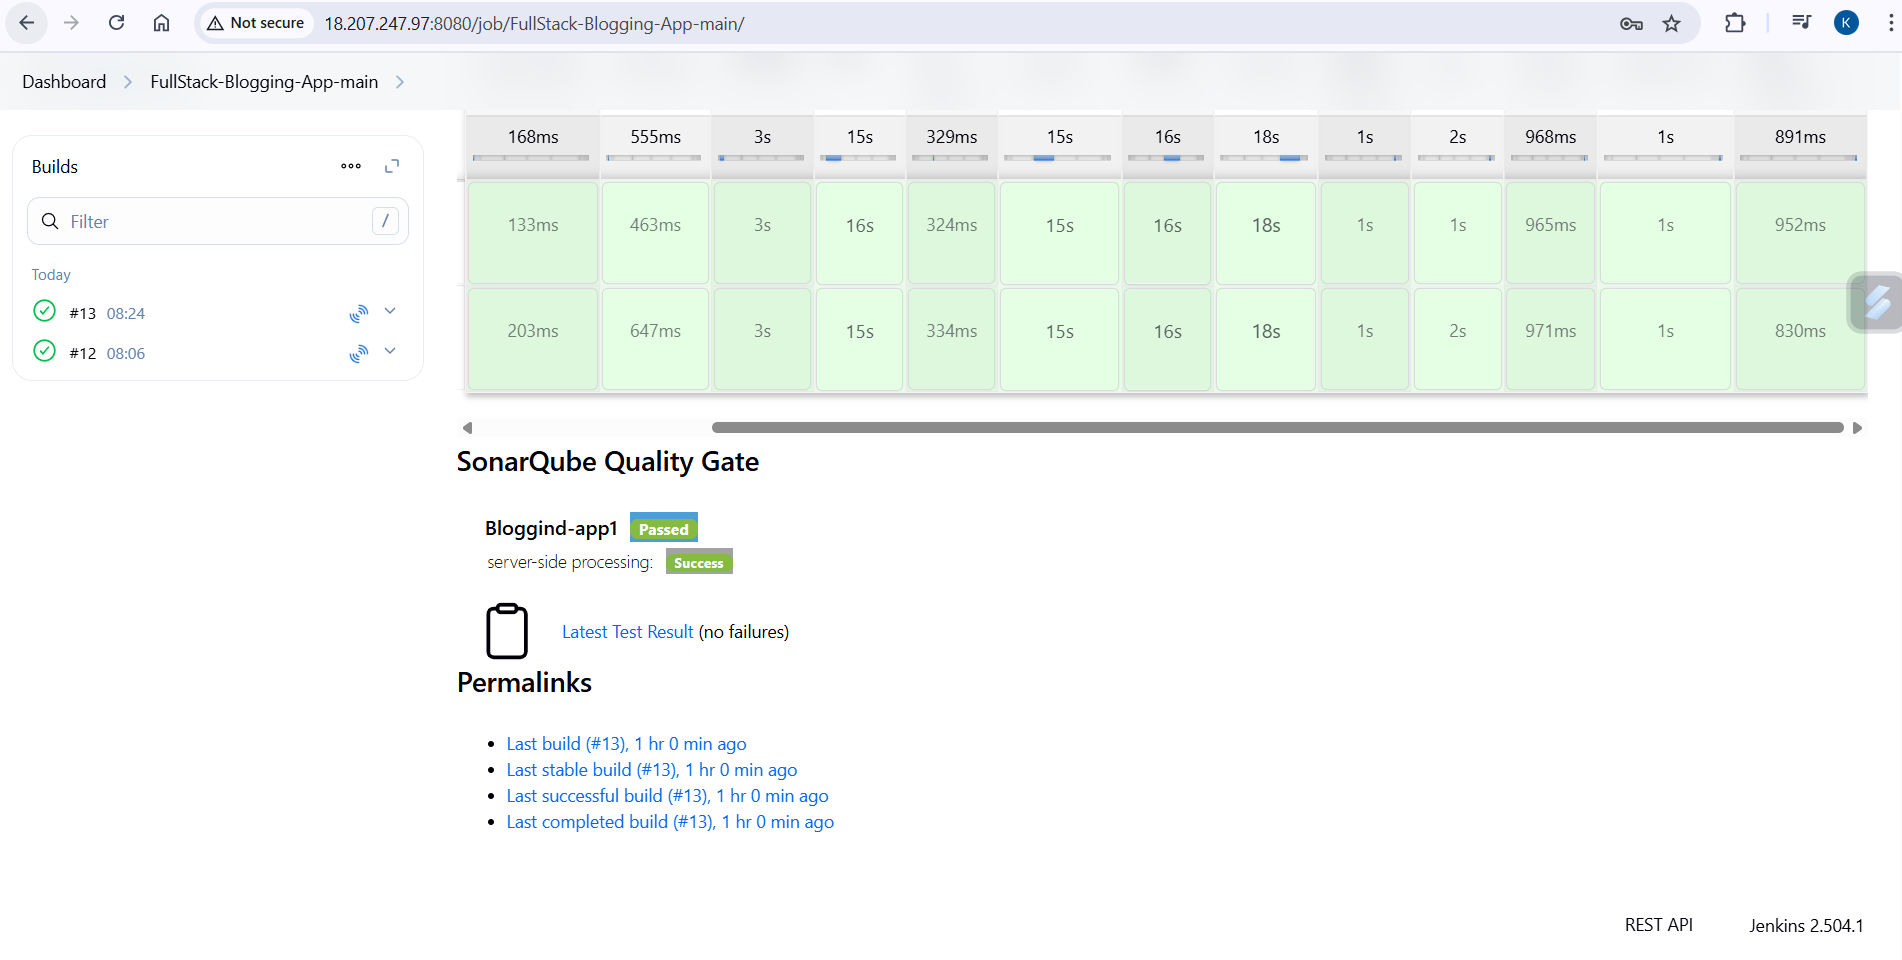 Not secure 18.207.247.97:8080/job/FullStack-Blogging-App-main/
K
Dashboard FullStack-Blogging-App-main
Builds
Filter /
Today
#13 08:24
#12 08:06
168ms 555ms 3s 15s 329ms 15s 16s 18s 1s 2s 968ms 1s 891ms
133ms 463ms 3s 16s 324ms 15s 16s 18s 1s 1s 965ms 1s 952ms
203ms 647ms 3s 15s 334ms 15s 16s 18s 1s 2s 971ms 1s 830ms
SonarQube Quality Gate
Bloggind-app1 Passed
server-side processing: Success
Latest Test Result (no failures)
Permalinks
Last build (#13), 1 hr 0 min ago
Last stable build (#13), 1 hr 0 min ago
Last successful build (#13), 1 hr 0 min ago
Last completed build (#13), 1 hr 0 min ago
REST API Jenkins 2.504.1